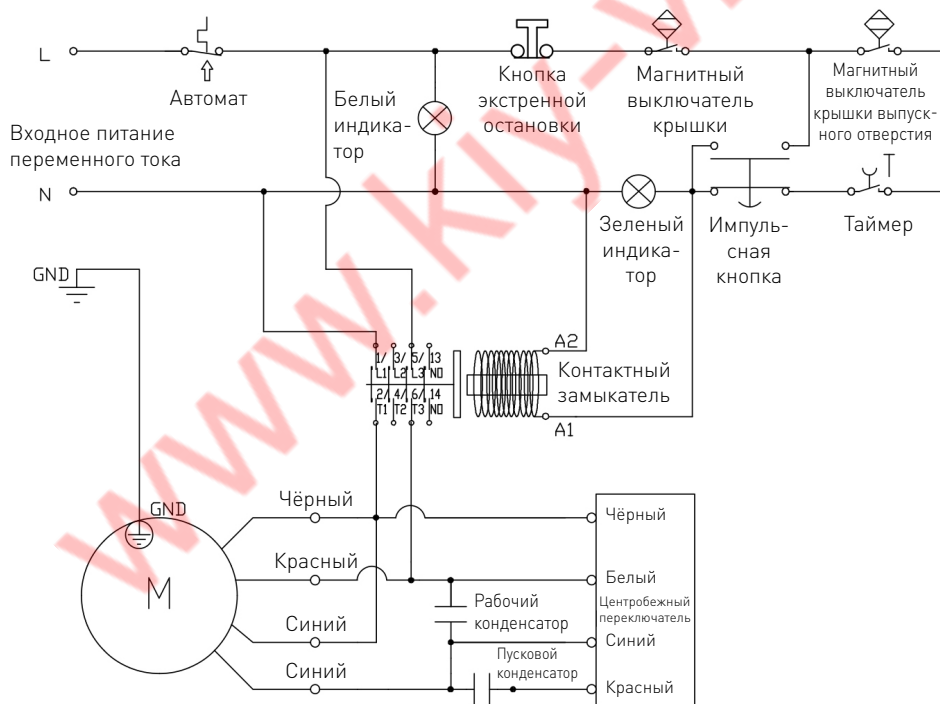 L
Автомат
Белый
индика-
тор
Кнопка
экстренной
остановки
Магнитный
выключатель
крышки
Магнитный
выключатель
крышки выпуск-
ного отверстия
Входное питание
переменного тока
N
Зеленый
индика-
тор
Импуль-
сная
кнопка
T
Таймер
GND
1/ 3/ 5/ 13
L1 L2 L3 NO
2/ 4/ 6/ 14
T1 T2 T3 NO
A2
Контактный
замыкатель
A1
GND
M
Чёрный
Красный
Синий
Синий
Рабочий
конденсатор
Пусковой
конденсатор
Чёрный
Белый
Центробежный
переключатель
Синий
Красный
www.kiy-v